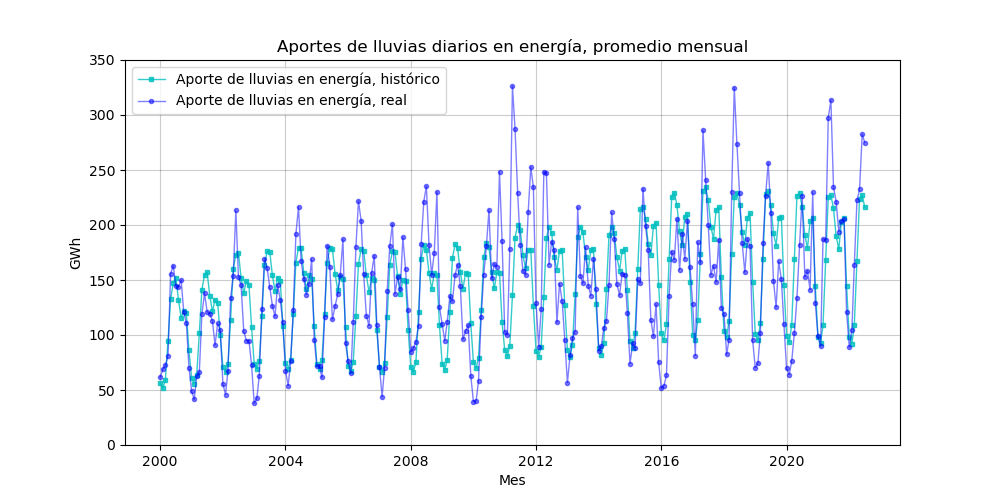 Aportes de lluvias diarios en energía, promedio mensual
Aporte de lluvias en energía, histórico
Aporte de lluvias en energía, real
GWh
350
300
250
200
150
100
50
0
2000 2004 2008 2012 2016 2020
Mes